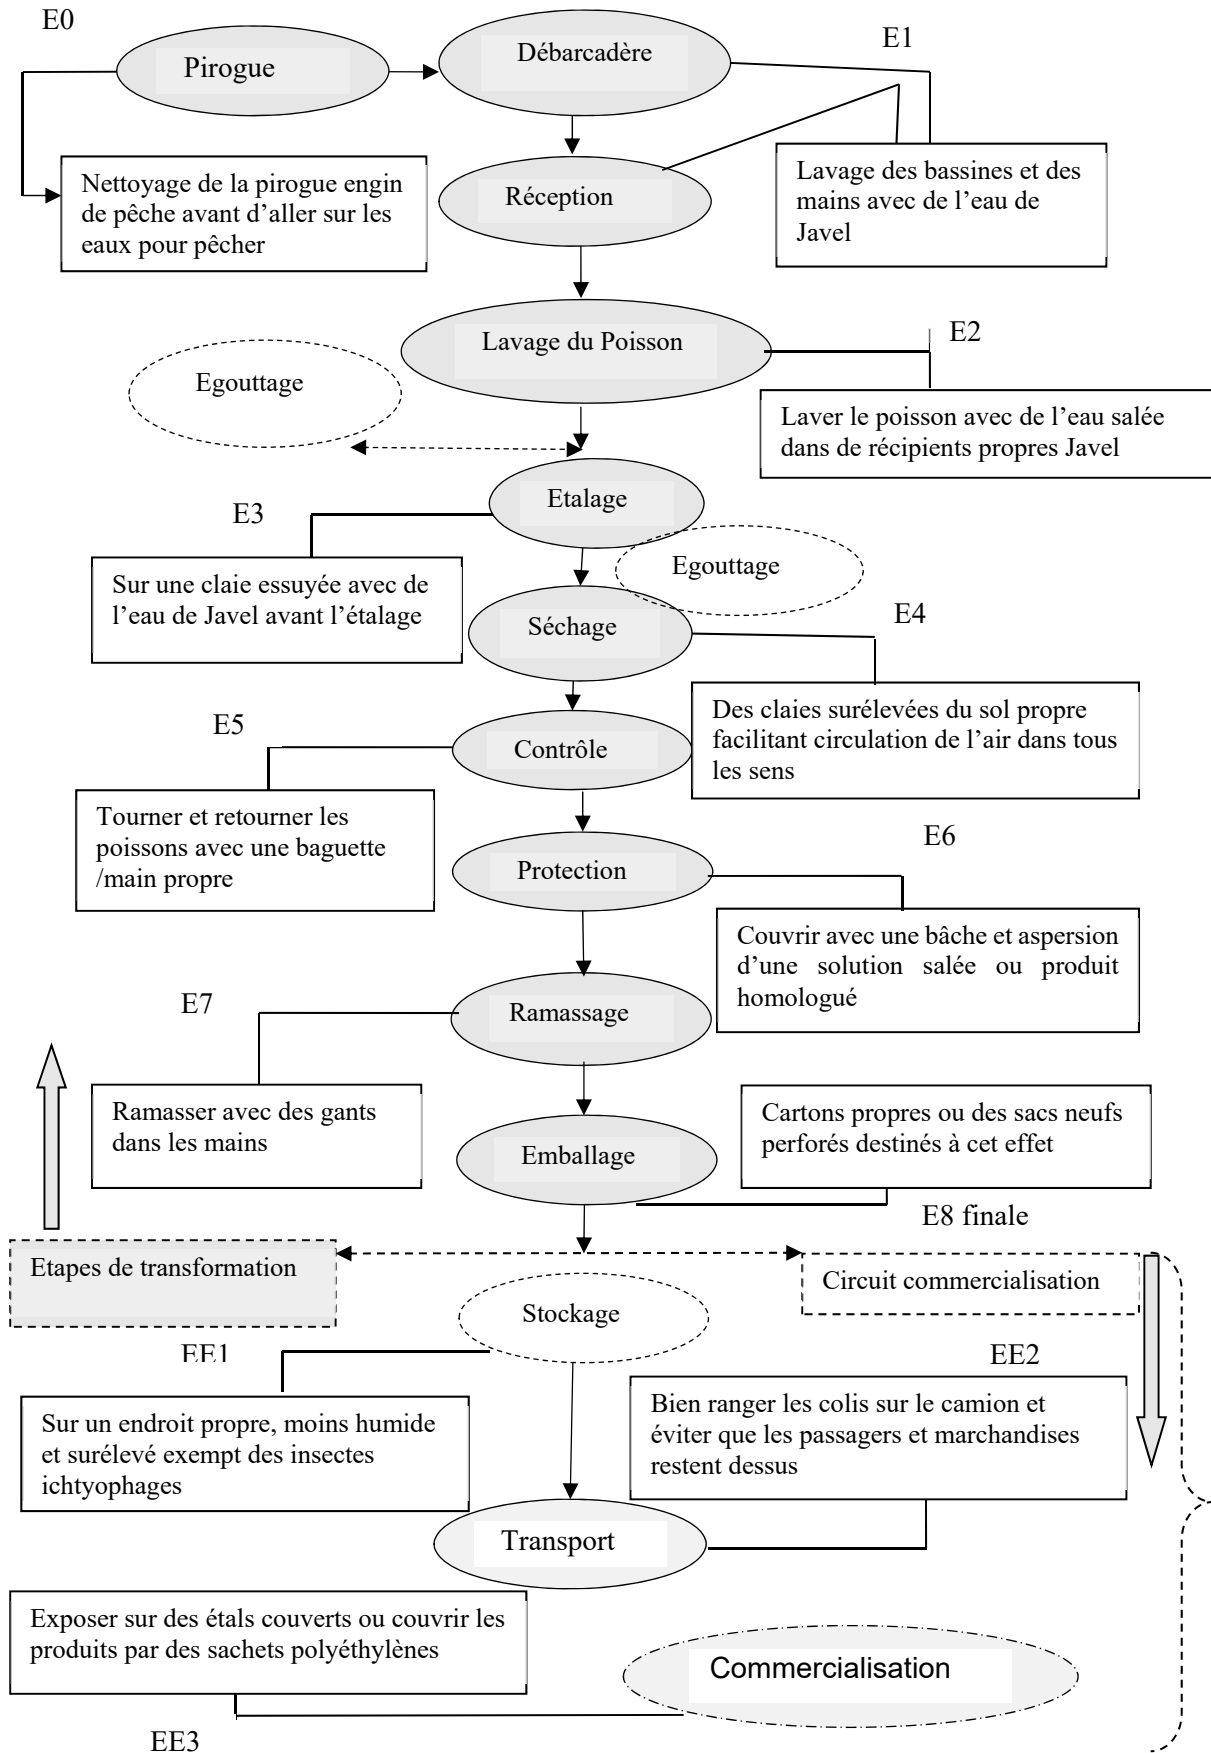 E0
Pirogue
Débarcadère
E1
Nettoyage de la pirogue engin
de pêche avant d'aller sur les
eaux pour pêcher
Réception
Lavage des bassines et des
mains avec de l'eau de
Javel
Lavage du Poisson
E2
Egouttage
Laver le poisson avec de l'eau salée
dans de récipients propres Javel
Etalage
E3
Egouttage
Sur une claie essuyée avec de
l'eau de Javel avant l'étalage
Séchage
E4
Des claies surélevées du sol propre
facilitant circulation de l'air dans tous
les sens
E5
Contrôle
Tourner et retourner les
poissons avec une baguette
/main propre
E6
Protection
Couvrir avec une bâche et aspersion
d'une solution salée ou produit
homologué
E7
Ramassage
Ramasser avec des gants
dans les mains
Cartons propres ou des sacs neufs
perforés destinés à cet effet
Emballage
E8 finale
Etapes de transformation
Circuit commercialisation
Stockage
EE1
EE2
Sur un endroit propre, moins humide
et surélevé exempt des insectes
ichtyophages
Bien ranger les colis sur le camion et
éviter que les passagers et marchandises
restent dessus
Transport
Exposer sur des étals couverts ou couvrir les
produits par des sachets polyéthylènes
Commercialisation
EE3